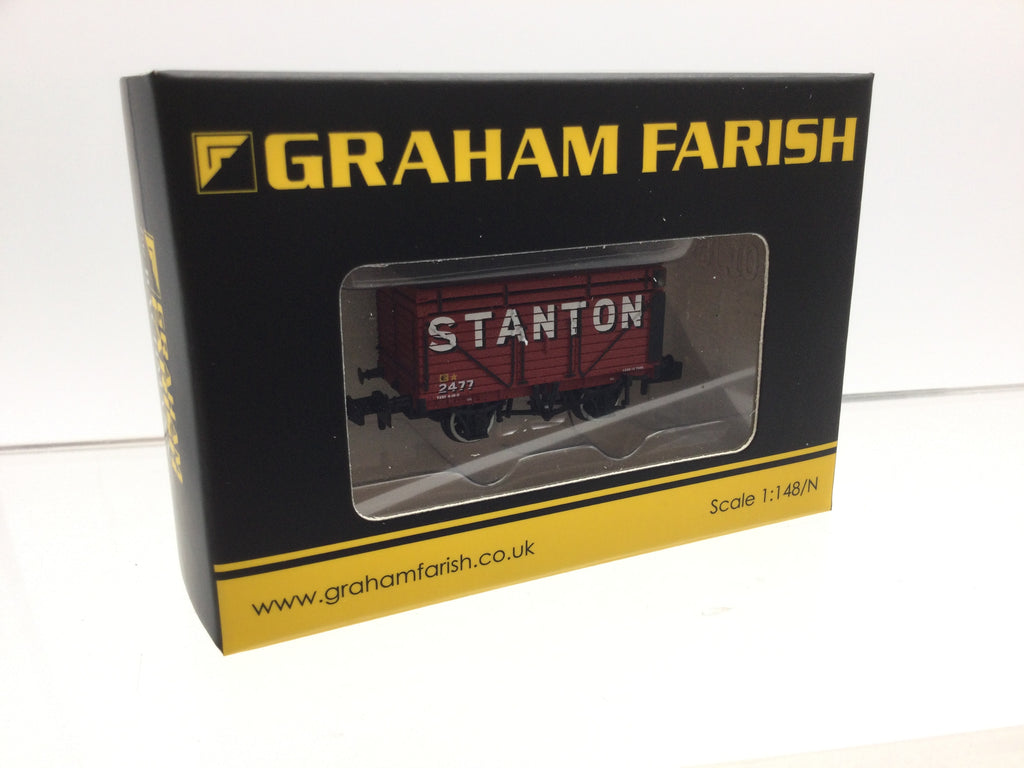 GRAHAM FARISH
STANTON
2477
Scale 1:148/N
www.grahamfarish.co.uk